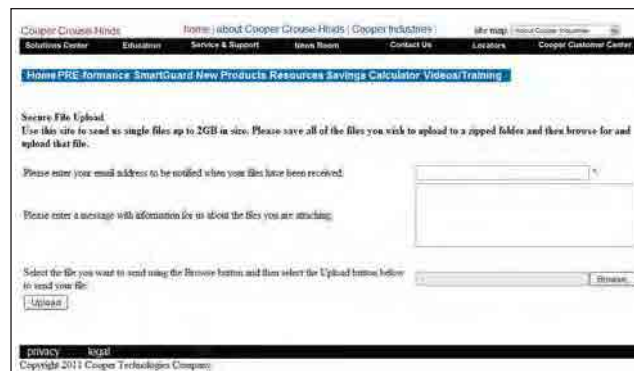 Cooper Crouse-Hinds home | about Cooper Crouse-Hinds | Cooper Industries | site map: About Cooper Industries
Solutions Center Education Service & Support News Room Contact Us Locators Cooper Customer Center
Home PRE-formance SmartGuard New Products Resources Savings Calculator Videos/Training
Secure File Upload
Use this site to send us single files up to 2GB in size. Please save all of the files you wish to upload to a zipped folder and then browse for and
upload that file.
Please enter your email address to be notified when your files have been received. *
Please enter a message with information for us about the files you are attaching.
Select the file you want to send using the Browse button and then select the Upload button below
to send your file. Browse
Upload
privacy legal
Copyright 2011 Cooper Technologies Company